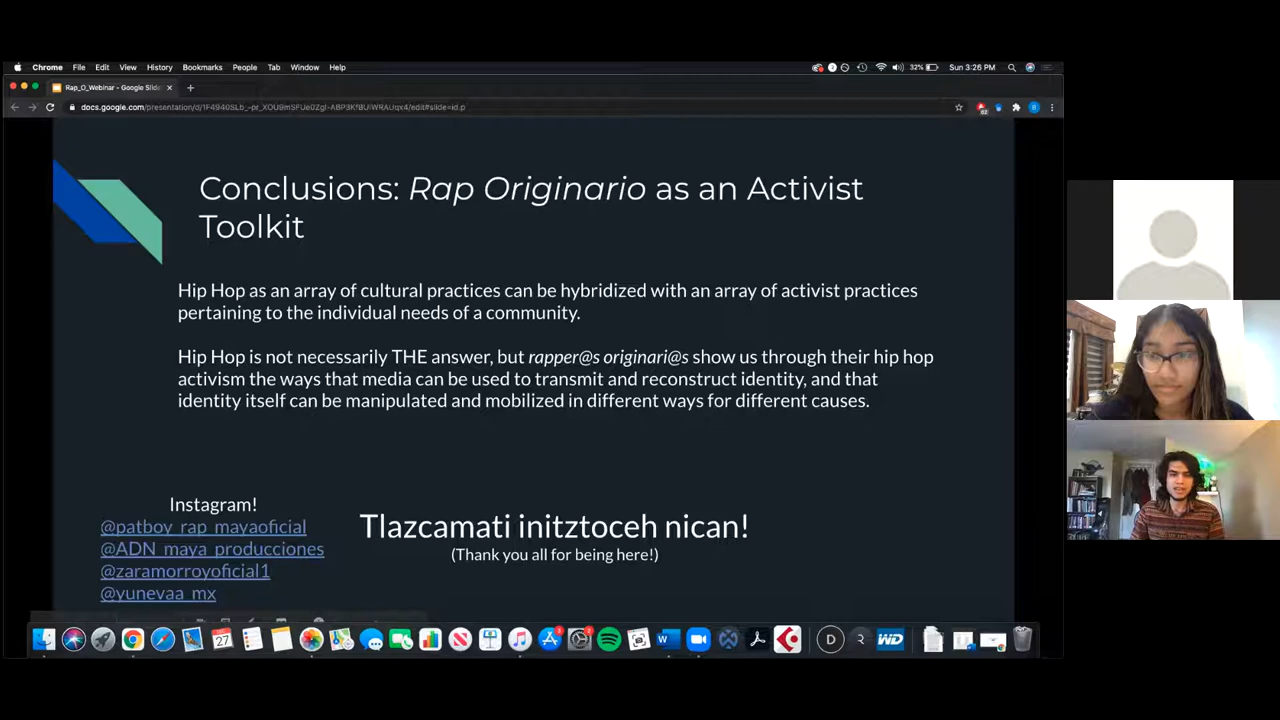 Chrome File Edit View History Bookmarks People Tab Window Help
32% Sun 3:26 PM
Rap_O_Webinar - Google Slide
Conclusions: Rap Originario as an Activist
Toolkit
Hip Hop as an array of cultural practices can be hybridized with an array of activist practices
pertaining to the individual needs of a community.
Hip Hop is not necessarily THE answer, but rapper@s originari@s show us through their hip hop
activism the ways that media can be used to transmit and reconstruct identity, and that
identity itself can be manipulated and mobilized in different ways for different causes.
Instagram!
@patboy_rap_mayaoficial
@ADN_maya_producciones
@zaramorroyoficial1
@yunevaa_mx
Tlazcamati initztoceh nican!
(Thank you all for being here!)
27
W
D
R
WD